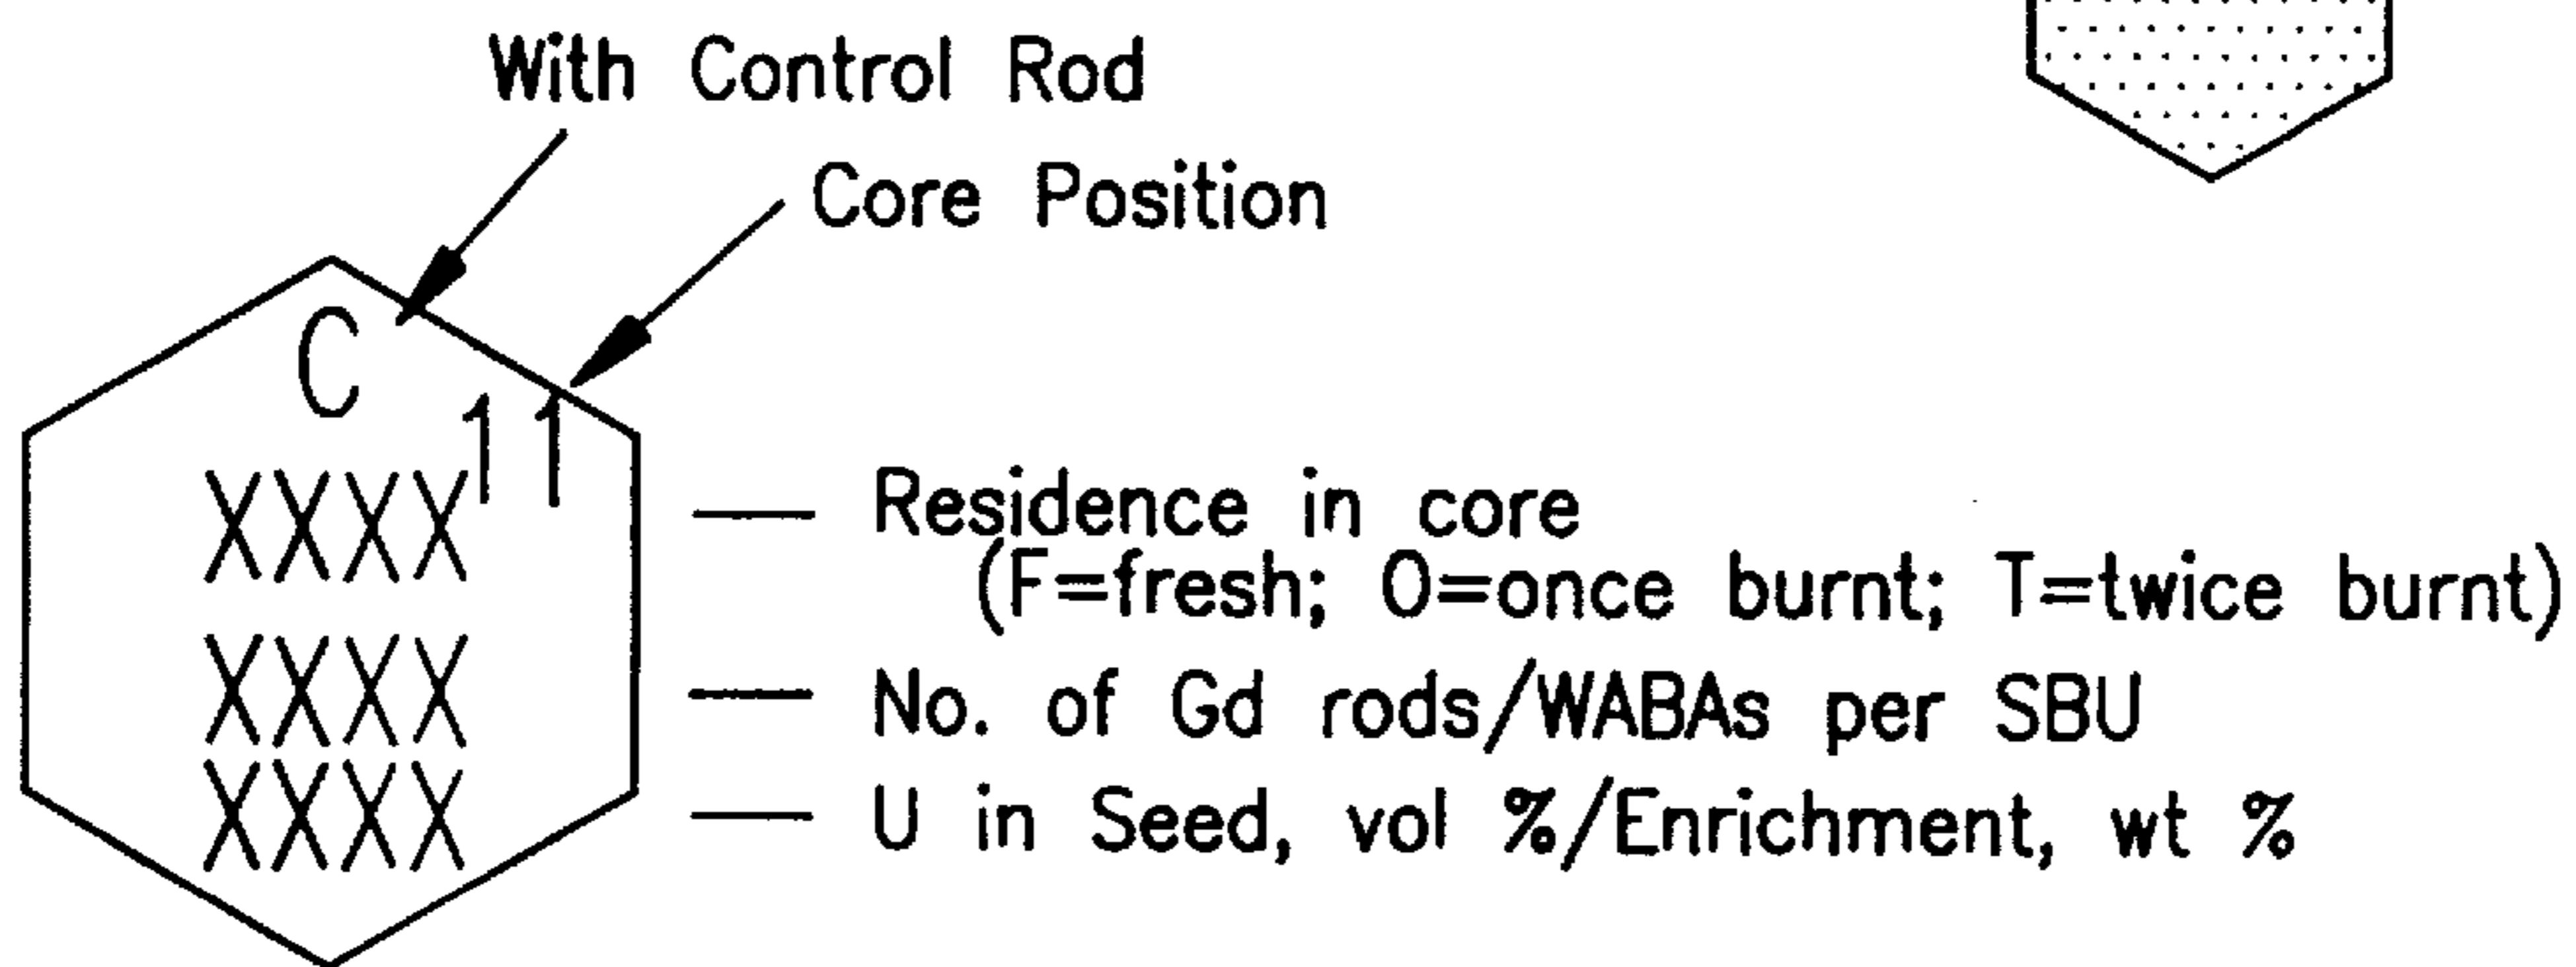 With Control Rod
Core Position
C
11
XXXX
Residence in core
(F=fresh; O=once burnt; T=twice burnt)
XXXX
No. of Gd rods/WABAs per SBU
XXXX
U in Seed, vol %/Enrichment, wt %